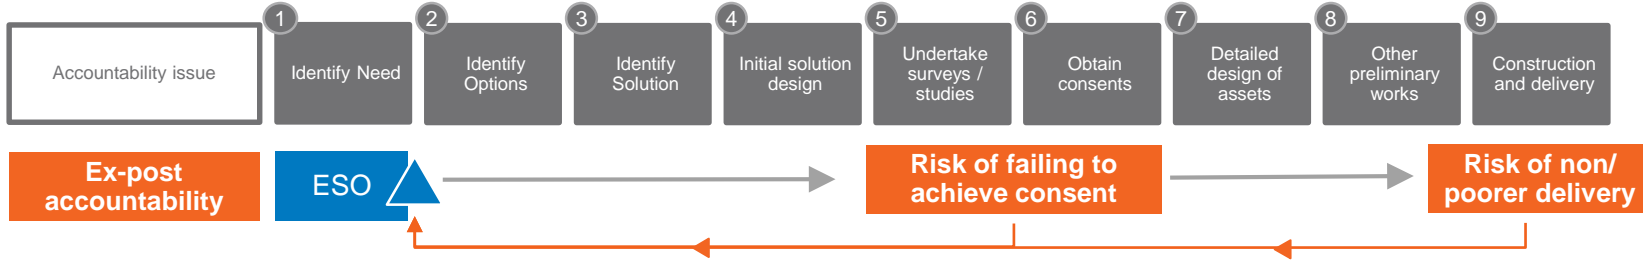 Accountability issue
1
Identify Need
2
Identify
Options
3
Identify
Solution
4
Initial solution
design
5
Undertake
surveys /
studies
6
Obtain
consents
7
Detailed
design of
assets
8
Other
preliminary
works
9
Construction
and delivery
Ex-post
accountability
ESO
Risk of failing to
achieve consent
Risk of non/
poorer delivery